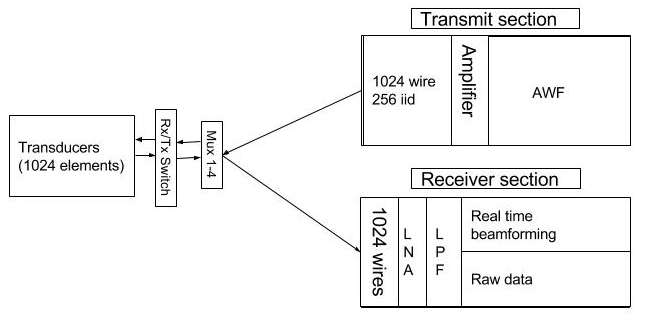 Transmit section
1024 wire
256 iid
Amplifier
AWF
Transducers
(1024 elements)
Rx/Tx Switch
Mux 1-4
Receiver section
1024 wires
L
N
A
L
P
F
Real time
beamforming
Raw data